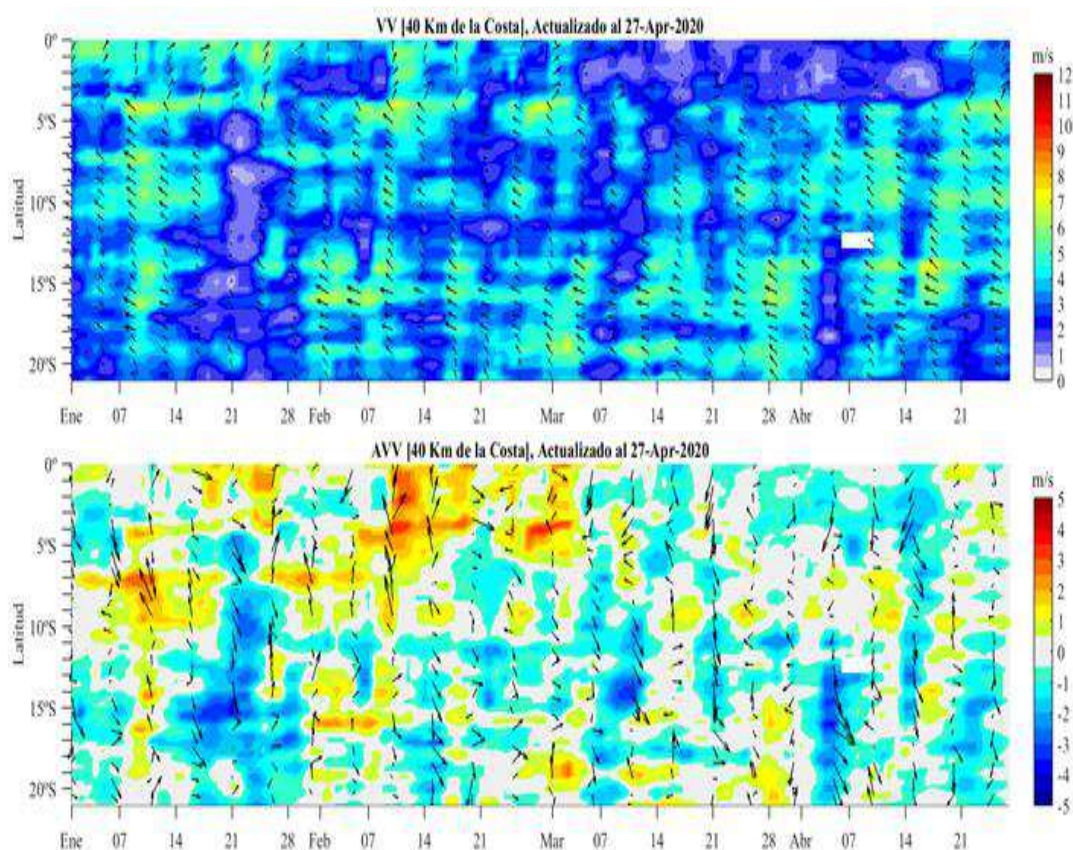 VV [40 Km de la Costa], Actualizado al 27-Apr-2020
m/s
0°
5°S
10°S
15°S
20°S
Latitud
12
11
10
9
8
7
6
5
4
3
2
1
0
Ene 07 14 21 28 Feb 07 14 21 Mar 07 14 21 28 Abr 07 14 21
AVV [40 Km de la Costa], Actualizado al 27-Apr-2020
m/s
0°
5°S
10°S
15°S
20°S
Latitud
5
4
3
2
1
0
-1
-2
-3
-4
-5
Ene 07 14 21 28 Feb 07 14 21 Mar 07 14 21 28 Abr 07 14 21